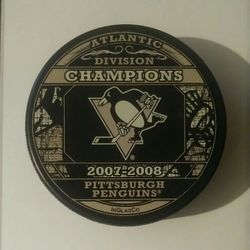 ATLANTIC
DIVISION
CHAMPIONS
®
2007-2008
PITTSBURGH
PENGUINS®
INGLASCO